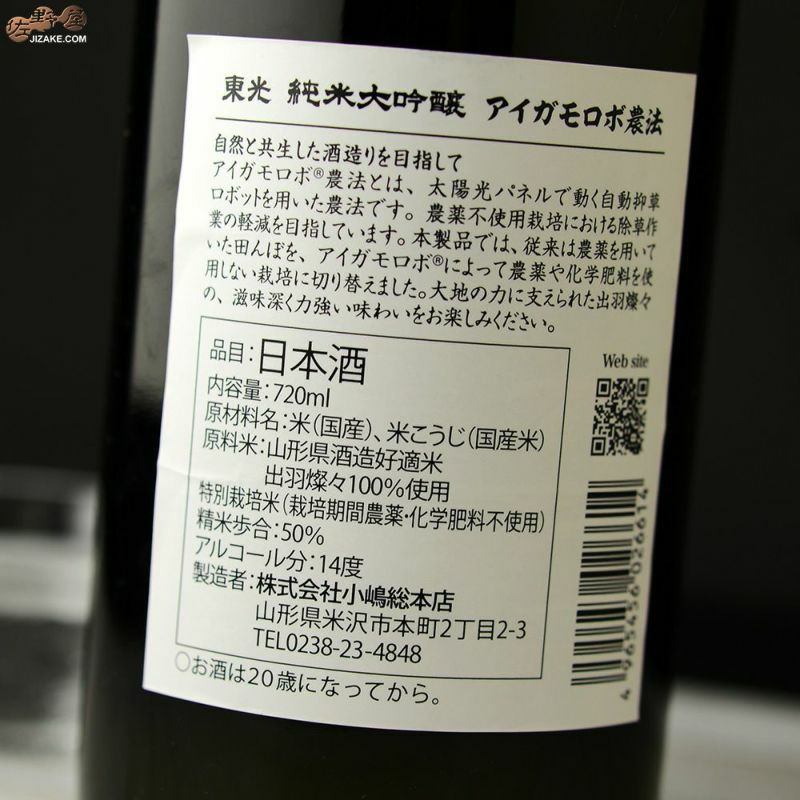 佐野屋
JIZAKE.COM
東光 純米大吟醸 アイガモロボ農法
自然と共生した酒造りを目指して
アイガモロボ®農法とは、太陽光パネルで動く自動抑草
ロボットを用いた農法です。農薬不使用栽培における除草作
業の軽減を目指しています。本製品では、従来は農薬を用いて
いた田んぼを、アイガモロボ®によって農薬や化学肥料を使
用しない栽培に切り替えました。大地の力に支えられた出羽燦々
の、滋味深く力強い味わいをお楽しみください。
品目：日本酒
内容量：720ml
原材料名：米（国産）、米こうじ（国産米）
原料米：山形県酒造好適米
出羽燦々100%使用
特別栽培米（栽培期間農薬・化学肥料不使用）
精米歩合：50%
アルコール分：14度
製造者：株式会社小嶋総本店
山形県米沢市本町2丁目2-3
TEL0238-23-4848
○お酒は20歳になってから。
Web site
4 965456 026614